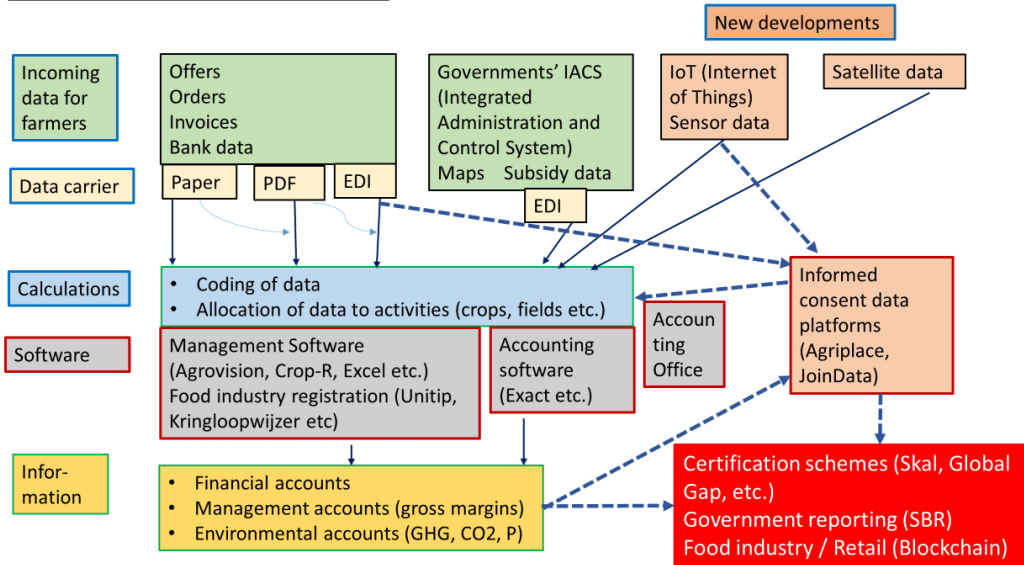 New developments
Incoming
data for
farmers
Offers
Orders
Invoices
Bank data
Governments' IACS
(Integrated
Administration and
Control System)
Maps Subsidy data
IoT (Internet
of Things)
Sensor data
Satellite data
Data carrier
Paper
PDF
EDI
EDI
Calculations
• Coding of data
• Allocation of data to activities (crops, fields etc.)
Informed
consent data
platforms
(Agriplace,
JoinData)
Software
Management Software
(Agrovision, Crop-R, Excel etc.)
Food industry registration (Unitip,
Kringloopwijzer etc)
Accounting
software
(Exact etc.)
Accoun
ting
Office
Infor-
mation
• Financial accounts
• Management accounts (gross margins)
• Environmental accounts (GHG, CO2, P)
Certification schemes (Skal, Global
Gap, etc.)
Government reporting (SBR)
Food industry / Retail (Blockchain)